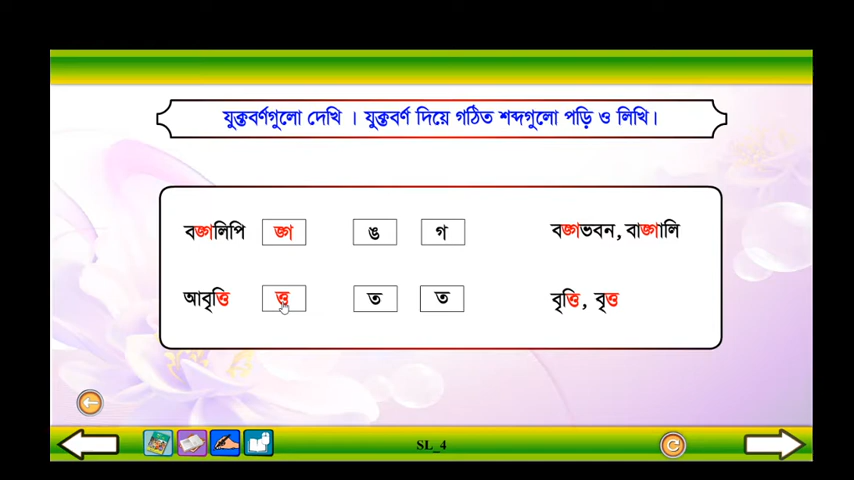 যুক্তবর্ণগুলো দেখি । যুক্তবর্ণ দিয়ে গঠিত শব্দগুলো পড়ি ও লিখি।
বঙ্গলিপি ঙ্গ ঙ গ বঙ্গভবন, বাঙ্গালি
আবৃত্তি ত্ত ত ত বৃত্তি, বৃত্ত
SL_4